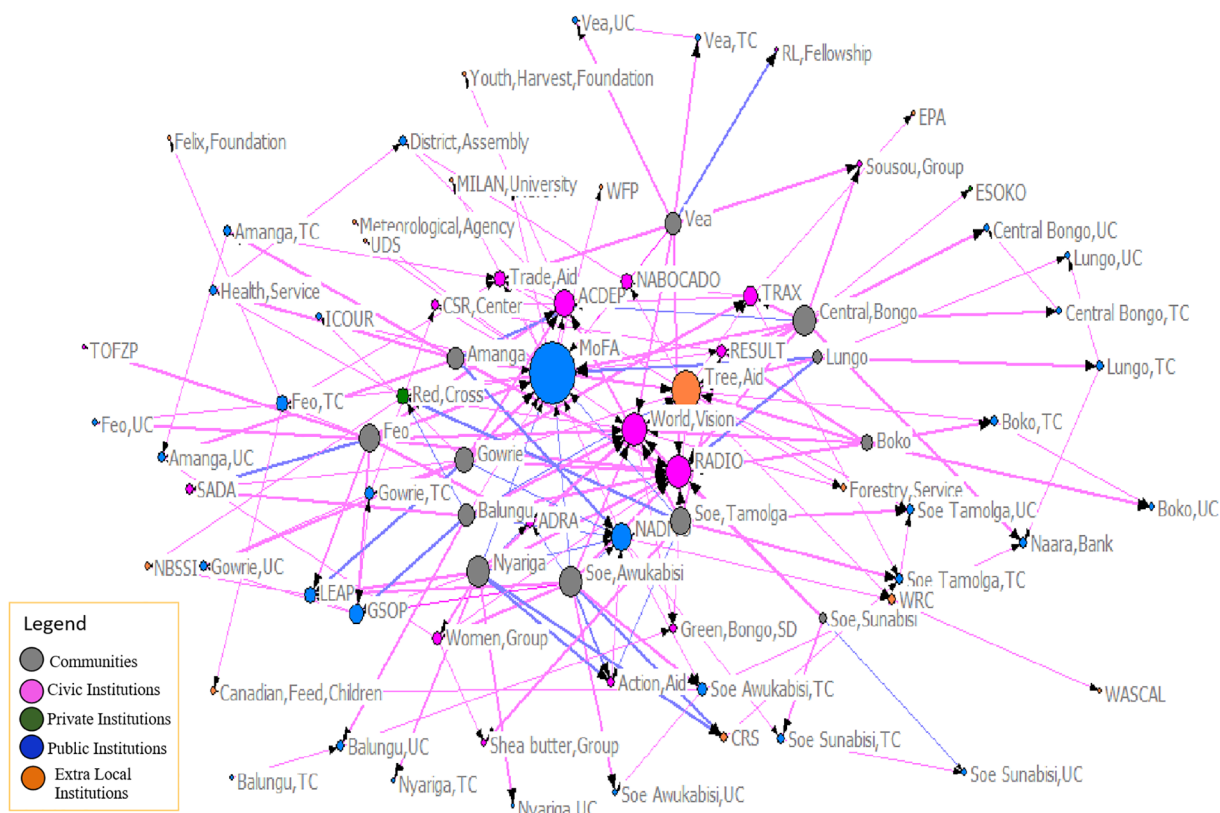 Vea,UC
Vea,TC
RL,Fellowship
Youth,Harvest,Foundation
EPA
Felix,Foundation
District,Assembly
Sousou,Group
MILAN,University
WFP
ESOKO
Meteorological,Agency
Vea
Amanga,TC
UDS
Central Bongo,UC
Lungo,UC
Trade,Aid
NABOCADO
Health,Service
ACDEP
TRAX
CSR,Center
Central,Bongo
Central Bongo,TC
ICOUR
TOFZP
Amanga
MoFA
RESULT
Lungo
Lungo,TC
Tree,Aid
Red,Cross
Feo,TC
World,Vision
Feo,UC
Boko,TC
Feo
Boko
Amanga,UC
Gowrie
RADIO
SADA
Gowrie,TC
Forestry,Service
Boko,UC
Soe Tamolga,UC
Balungu
ADRA
Soe,Tamolga
Naara,Bank
NBSSI
Gowrie,UC
Nyariga
Soe,Awukabisi
Soe Tamolga,TC
LEAP
WRC
GSOP
Soe,Sunabisi
Women,Group
Green,Bongo,SD
Canadian,Feed,Children
Action,Aid
Soe Awukabisi,TC
WASCAL
CRS
Soe Sunabisi,TC
Balungu,UC
Shea butter,Group
Balungu,TC
Nyariga,TC
Soe Awukabisi,UC
Soe Sunabisi,UC
Nyariga,UC
Legend
Communities
Civic Institutions
Private Institutions
Public Institutions
Extra Local
Institutions